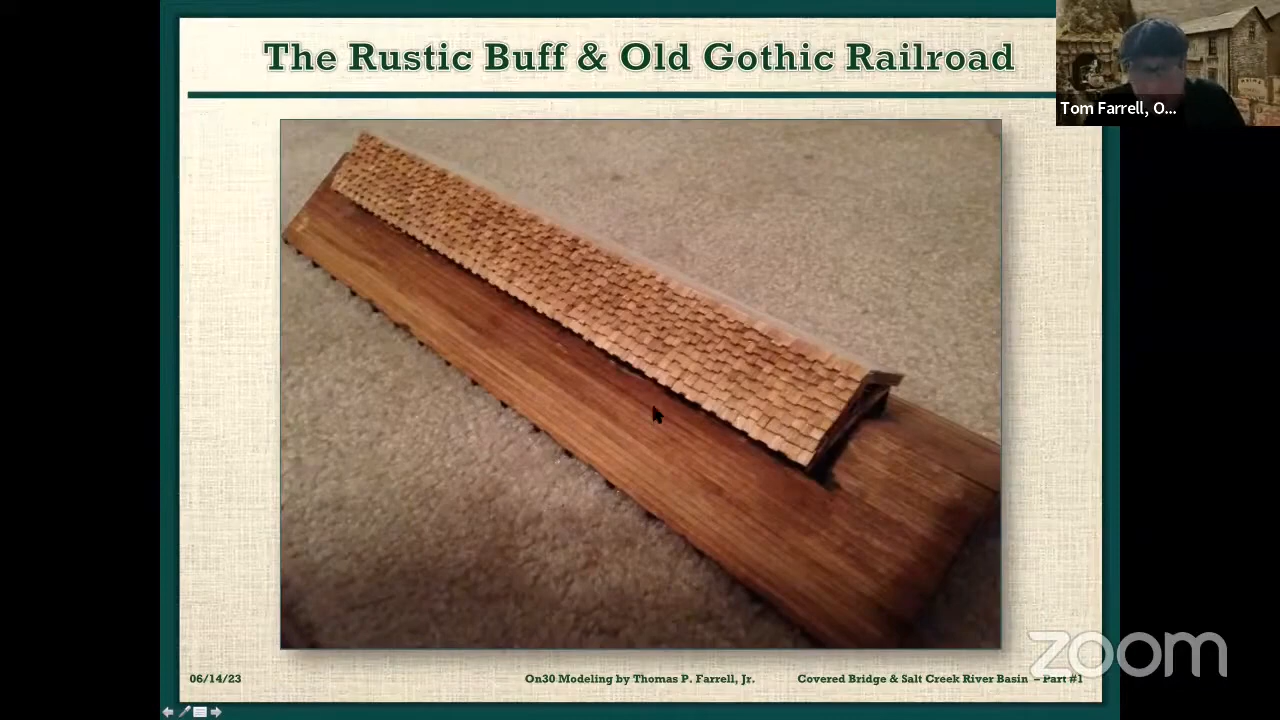 The Rustic Buff & Old Gothic Railroad
Tom Farrell, O...
zoom
06/14/23
On30 Modeling by Thomas P. Farrell, Jr.
Covered Bridge & Salt Creek River Basin – Part #1